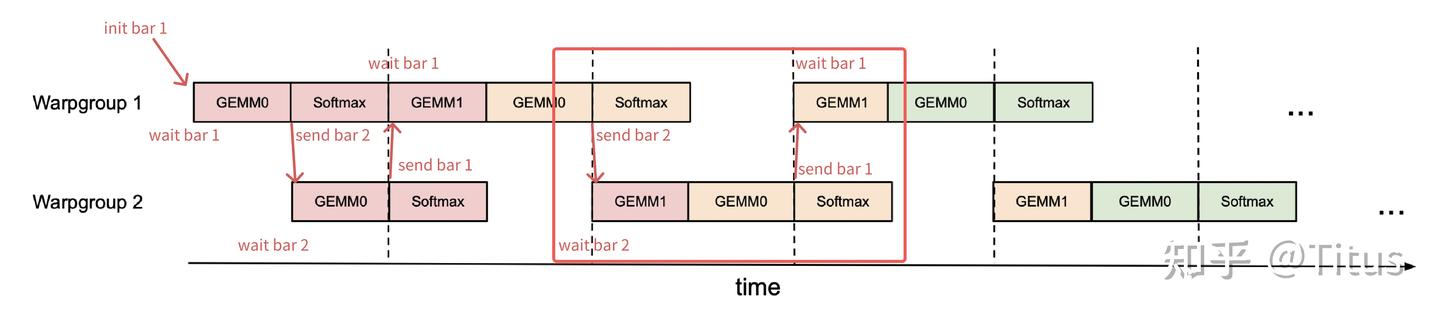 init bar 1
wait bar 1
wait bar 1
Warpgroup 1
GEMM0 Softmax GEMM1 GEMM0 Softmax GEMM1 GEMM0 Softmax ...
wait bar 1 send bar 2 send bar 2
send bar 1 send bar 1
Warpgroup 2
GEMM0 Softmax GEMM1 GEMM0 Softmax GEMM1 GEMM0 Softmax ...
wait bar 2 wait bar 2
知乎 @Titus
time